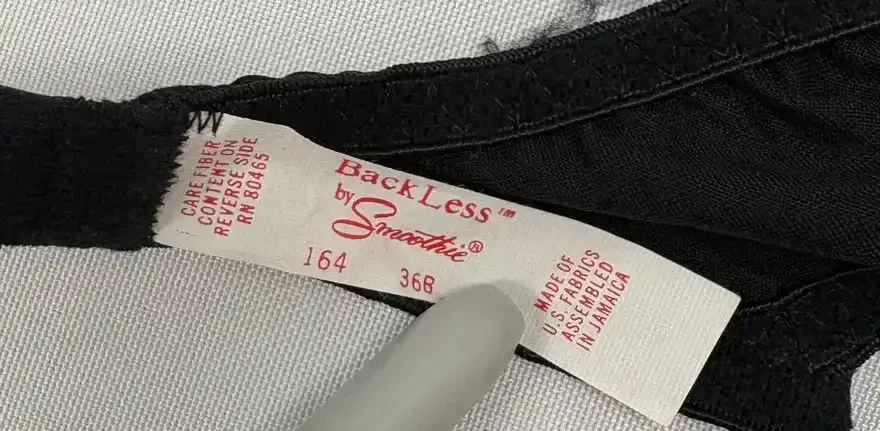 CARE FIBER
CONTENT ON
REVERSE SIDE
RN 80465
BackLess™
by
Smoothie®
164
36B
MADE OF
U.S. FABRICS
ASSEMBLED
IN JAMAICA